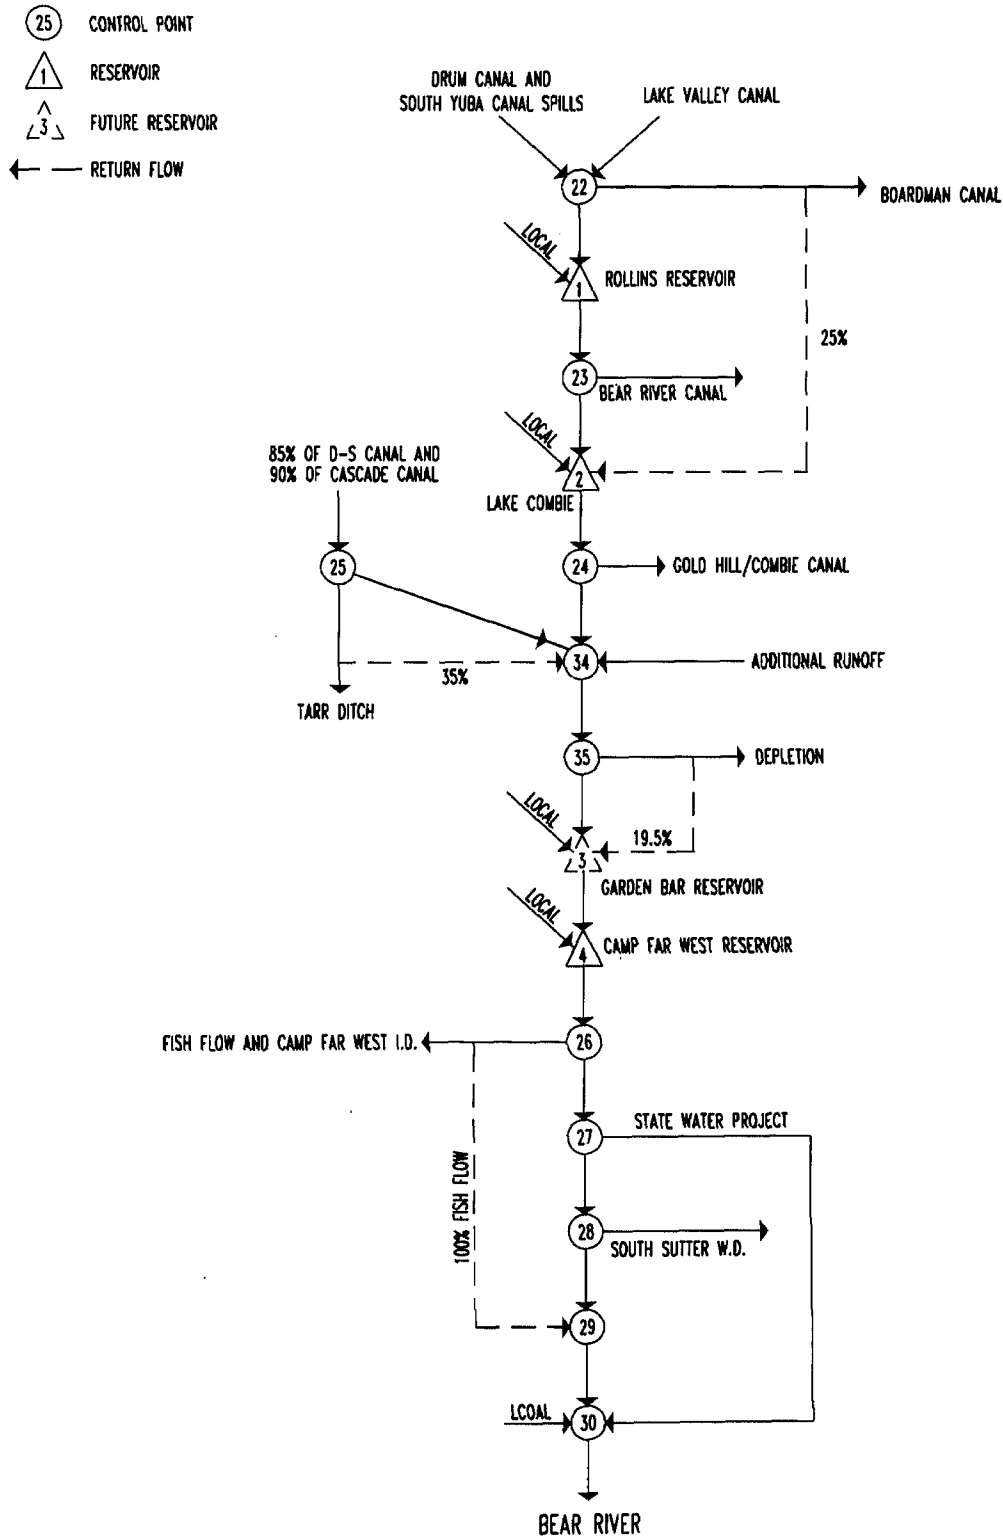 25 CONTROL POINT
1 RESERVOIR
3 FUTURE RESERVOIR
RETURN FLOW
DRUM CANAL AND
SOUTH YUBA CANAL SPILLS
LAKE VALLEY CANAL
22
BOARDMAN CANAL
LOCAL
1
ROLLINS RESERVOIR
25%
23
BEAR RIVER CANAL
LOCAL
85% OF D-S CANAL AND
90% OF CASCADE CANAL
2
LAKE COMBIE
25
24
GOLD HILL/COMBIE CANAL
34
ADDITIONAL RUNOFF
35%
TARR DITCH
35
DEPLETION
LOCAL
19.5%
3
GARDEN BAR RESERVOIR
LOCAL
4
CAMP FAR WEST RESERVOIR
FISH FLOW AND CAMP FAR WEST I.D.
26
STATE WATER PROJECT
27
100% FISH FLOW
28
SOUTH SUTTER W.D.
29
LCOAL
30
BEAR RIVER